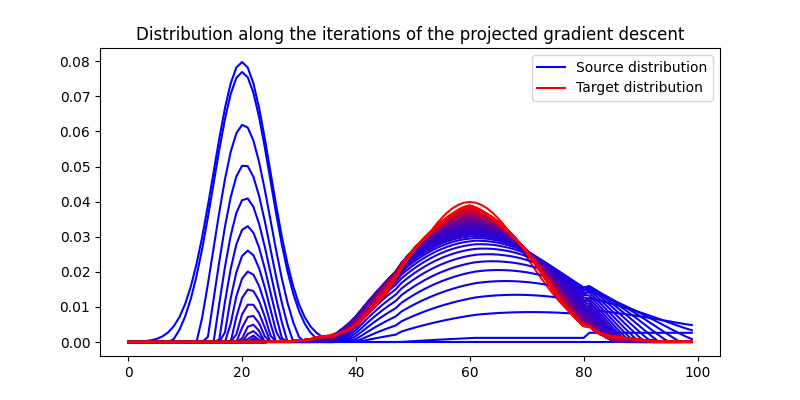 Distribution along the iterations of the projected gradient descent
Source distribution
Target distribution
0.08
0.07
0.06
0.05
0.04
0.03
0.02
0.01
0.00
0 20 40 60 80 100